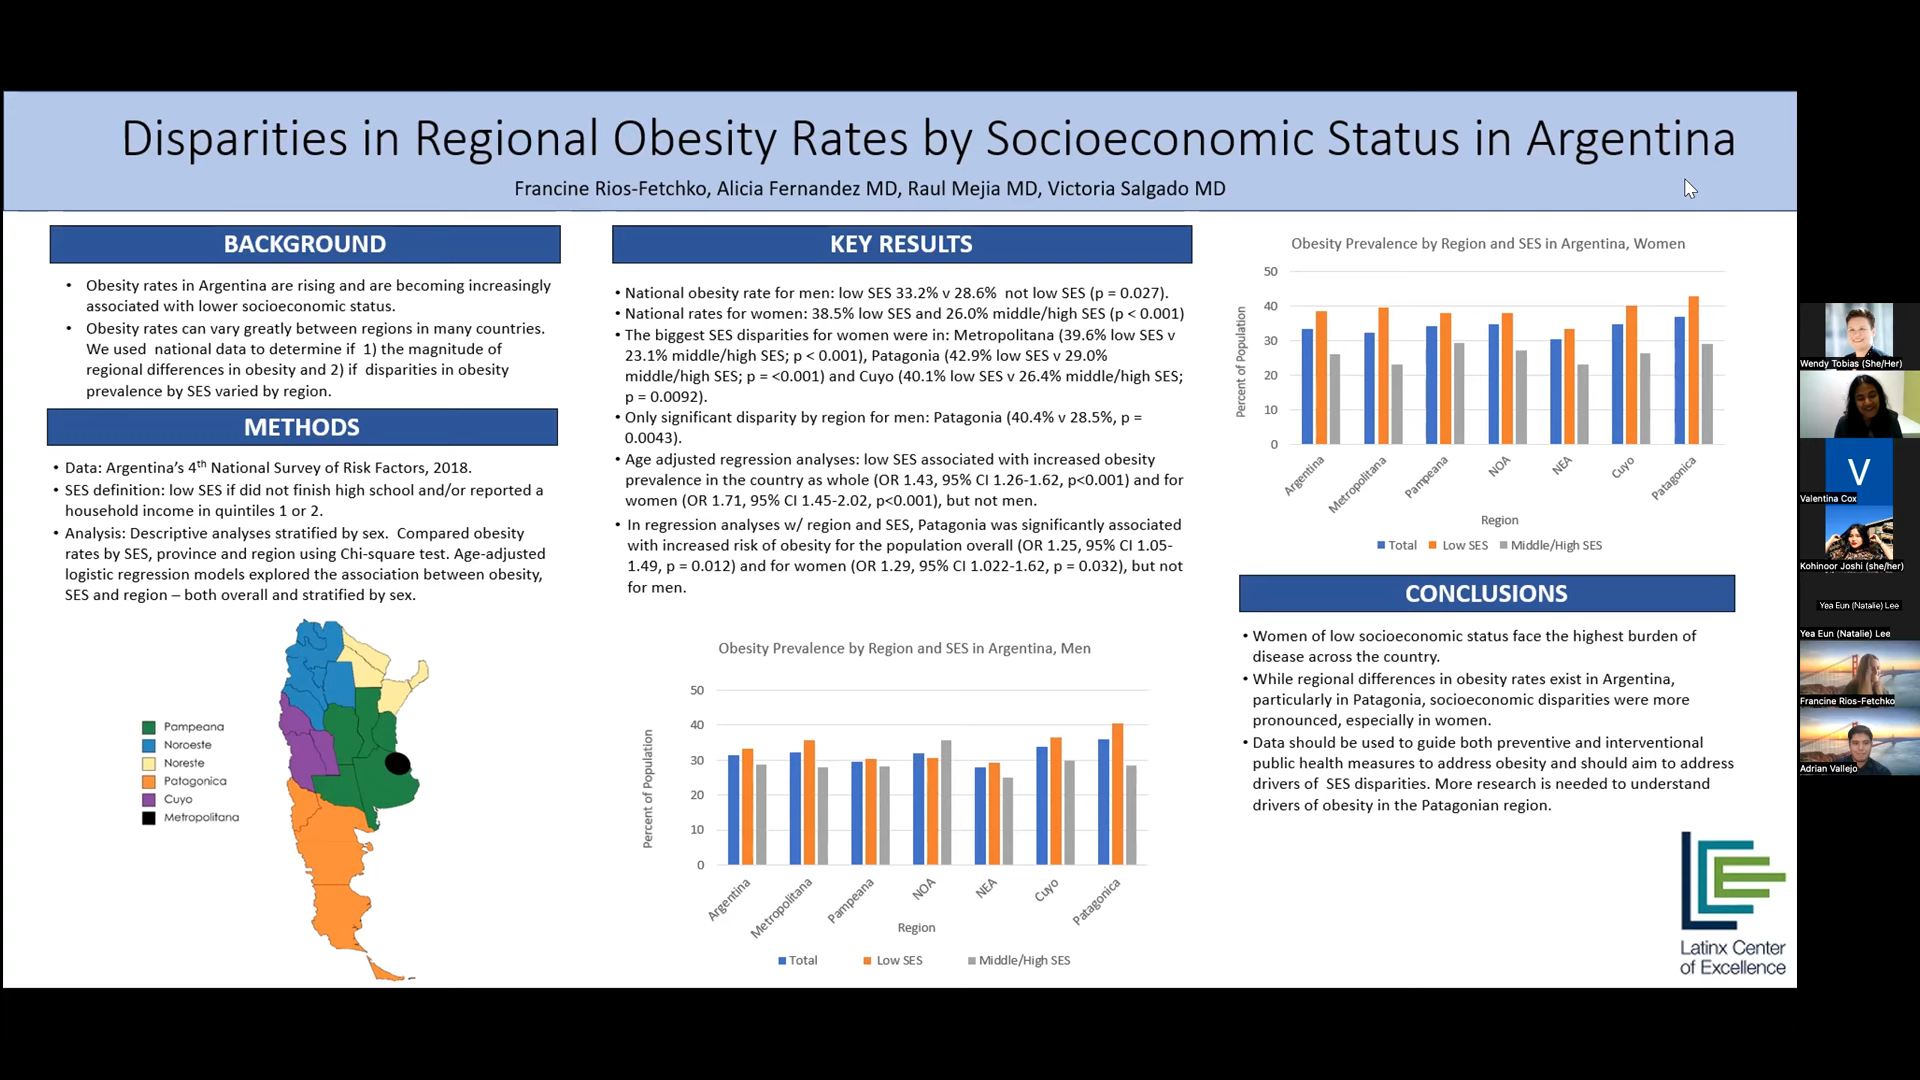 Disparities in Regional Obesity Rates by Socioeconomic Status in Argentina
Francine Rios-Fetchko, Alicia Fernandez MD, Raul Mejia MD, Victoria Salgado MD
BACKGROUND
• Obesity rates in Argentina are rising and are becoming increasingly
associated with lower socioeconomic status.
• Obesity rates can vary greatly between regions in many countries.
We used national data to determine if 1) the magnitude of
regional differences in obesity and 2) if disparities in obesity
prevalence by SES varied by region.
METHODS
• Data: Argentina's 4th National Survey of Risk Factors, 2018.
• SES definition: low SES if did not finish high school and/or reported a
household income in quintiles 1 or 2.
• Analysis: Descriptive analyses stratified by sex. Compared obesity
rates by SES, province and region using Chi-square test. Age-adjusted
logistic regression models explored the association between obesity,
SES and region – both overall and stratified by sex.
Pampeana
Noroeste
Noreste
Patagonica
Cuyo
Metropolitana
KEY RESULTS
• National obesity rate for men: low SES 33.2% v 28.6% not low SES (p = 0.027).
• National rates for women: 38.5% low SES and 26.0% middle/high SES (p < 0.001)
• The biggest SES disparities for women were in: Metropolitana (39.6% low SES v
23.1% middle/high SES; p < 0.001), Patagonia (42.9% low SES v 29.0%
middle/high SES; p = <0.001) and Cuyo (40.1% low SES v 26.4% middle/high SES;
p = 0.0092).
• Only significant disparity by region for men: Patagonia (40.4% v 28.5%, p =
0.0043).
• Age adjusted regression analyses: low SES associated with increased obesity
prevalence in the country as whole (OR 1.43, 95% CI 1.26-1.62, p<0.001) and for
women (OR 1.71, 95% CI 1.45-2.02, p<0.001), but not men.
• In regression analyses w/ region and SES, Patagonia was significantly associated
with increased risk of obesity for the population overall (OR 1.25, 95% CI 1.05-
1.49, p = 0.012) and for women (OR 1.29, 95% CI 1.022-1.62, p = 0.032), but not
for men.
Obesity Prevalence by Region and SES in Argentina, Men
Percent of Population
50
40
30
20
10
0
Argentina
Metropolitana
Pampeana
NOA
NEA
Cuyo
Patagonica
Region
Total
Low SES
Middle/High SES
Obesity Prevalence by Region and SES in Argentina, Women
Percent of Population
50
40
30
20
10
0
Argentina
Metropolitana
Pampeana
NOA
NEA
Cuyo
Patagonica
Region
Total
Low SES
Middle/High SES
CONCLUSIONS
• Women of low socioeconomic status face the highest burden of
disease across the country.
• While regional differences in obesity rates exist in Argentina,
particularly in Patagonia, socioeconomic disparities were more
pronounced, especially in women.
• Data should be used to guide both preventive and interventional
public health measures to address obesity and should aim to address
drivers of SES disparities. More research is needed to understand
drivers of obesity in the Patagonian region.
Latinx Center
of Excellence
Wendy Tobias (She/Her)
V
Valentina Cox
Kohinoor Joshi (she/her)
Yea Eun (Natalie) Lee
Yea Eun (Natalie) Lee
Francine Rios-Fetchko
Adrian Vallejo